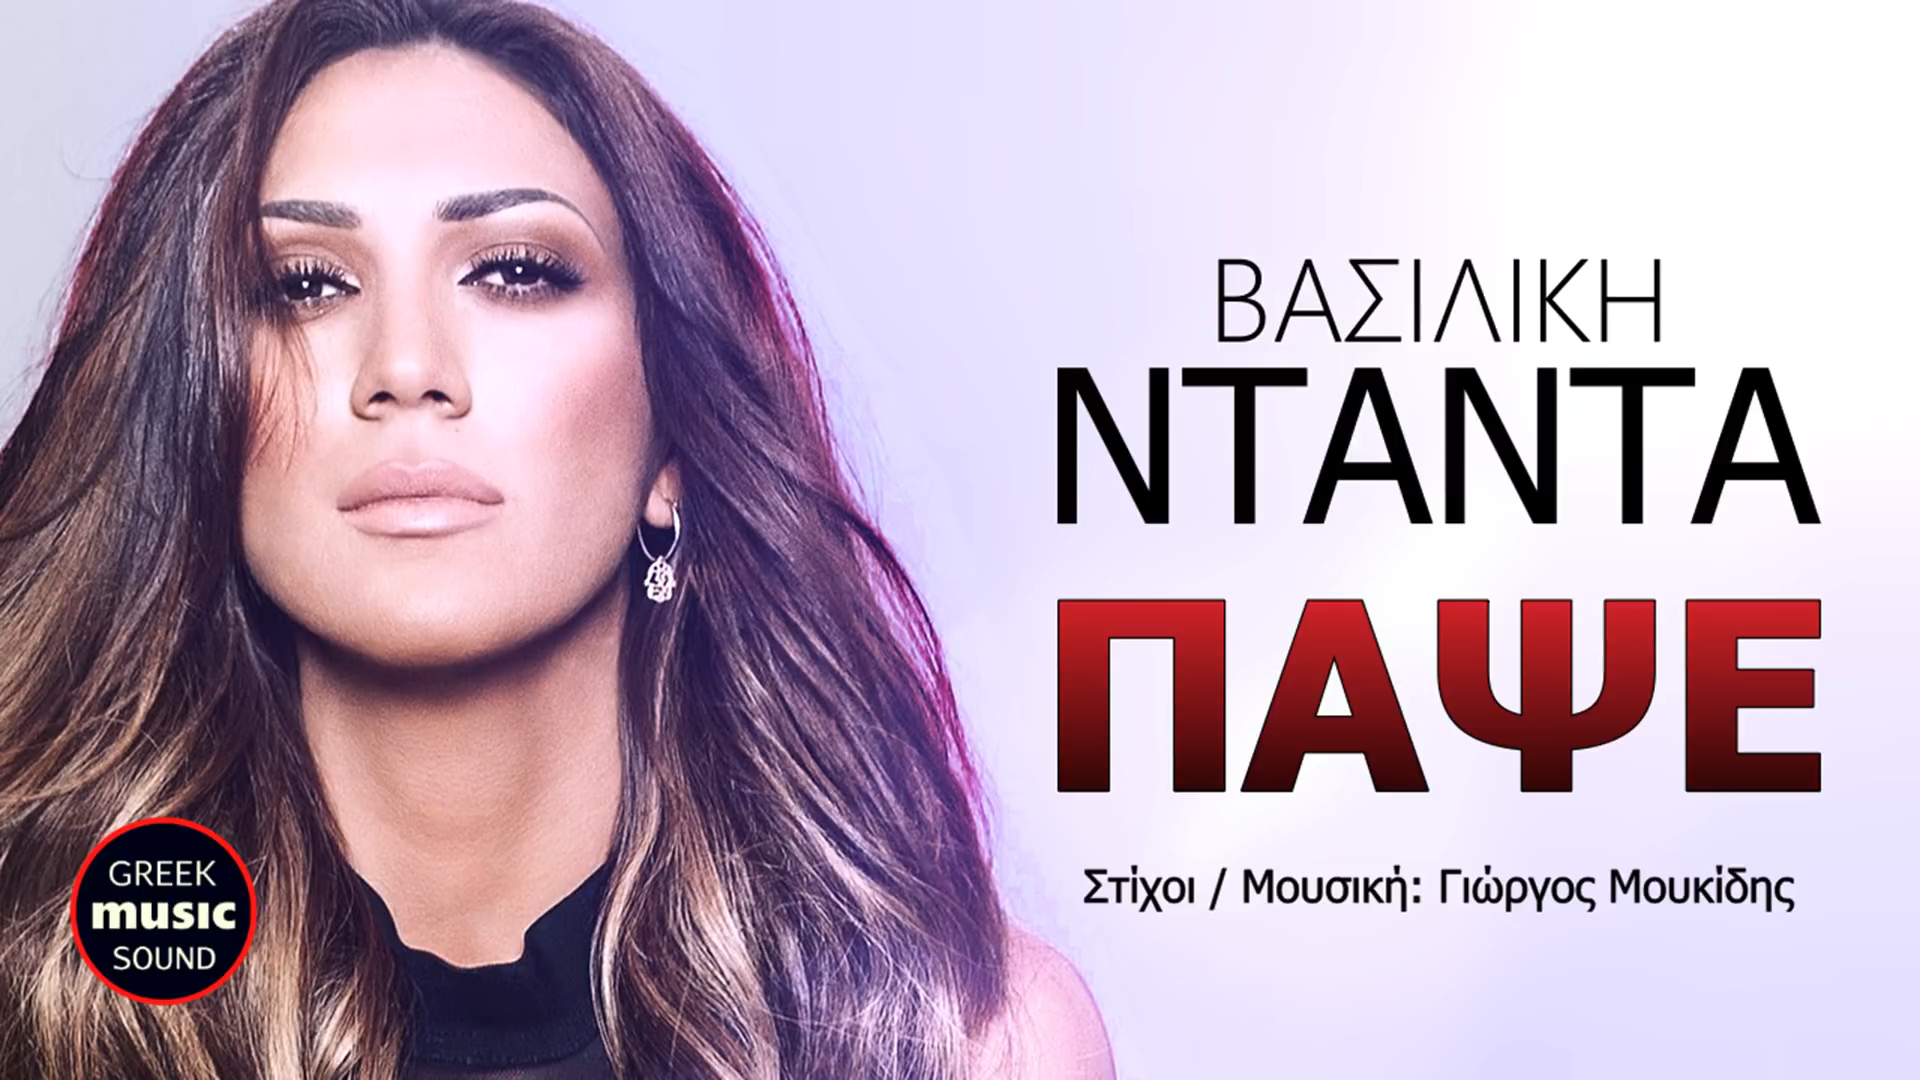 ΒΑΣΙΛΙΚΗ
ΝΤΑΝΤΑ
ΠΑΨΕ
Στίχοι / Μουσική: Γιώργος Μουκίδης
GREEK
music
SOUND